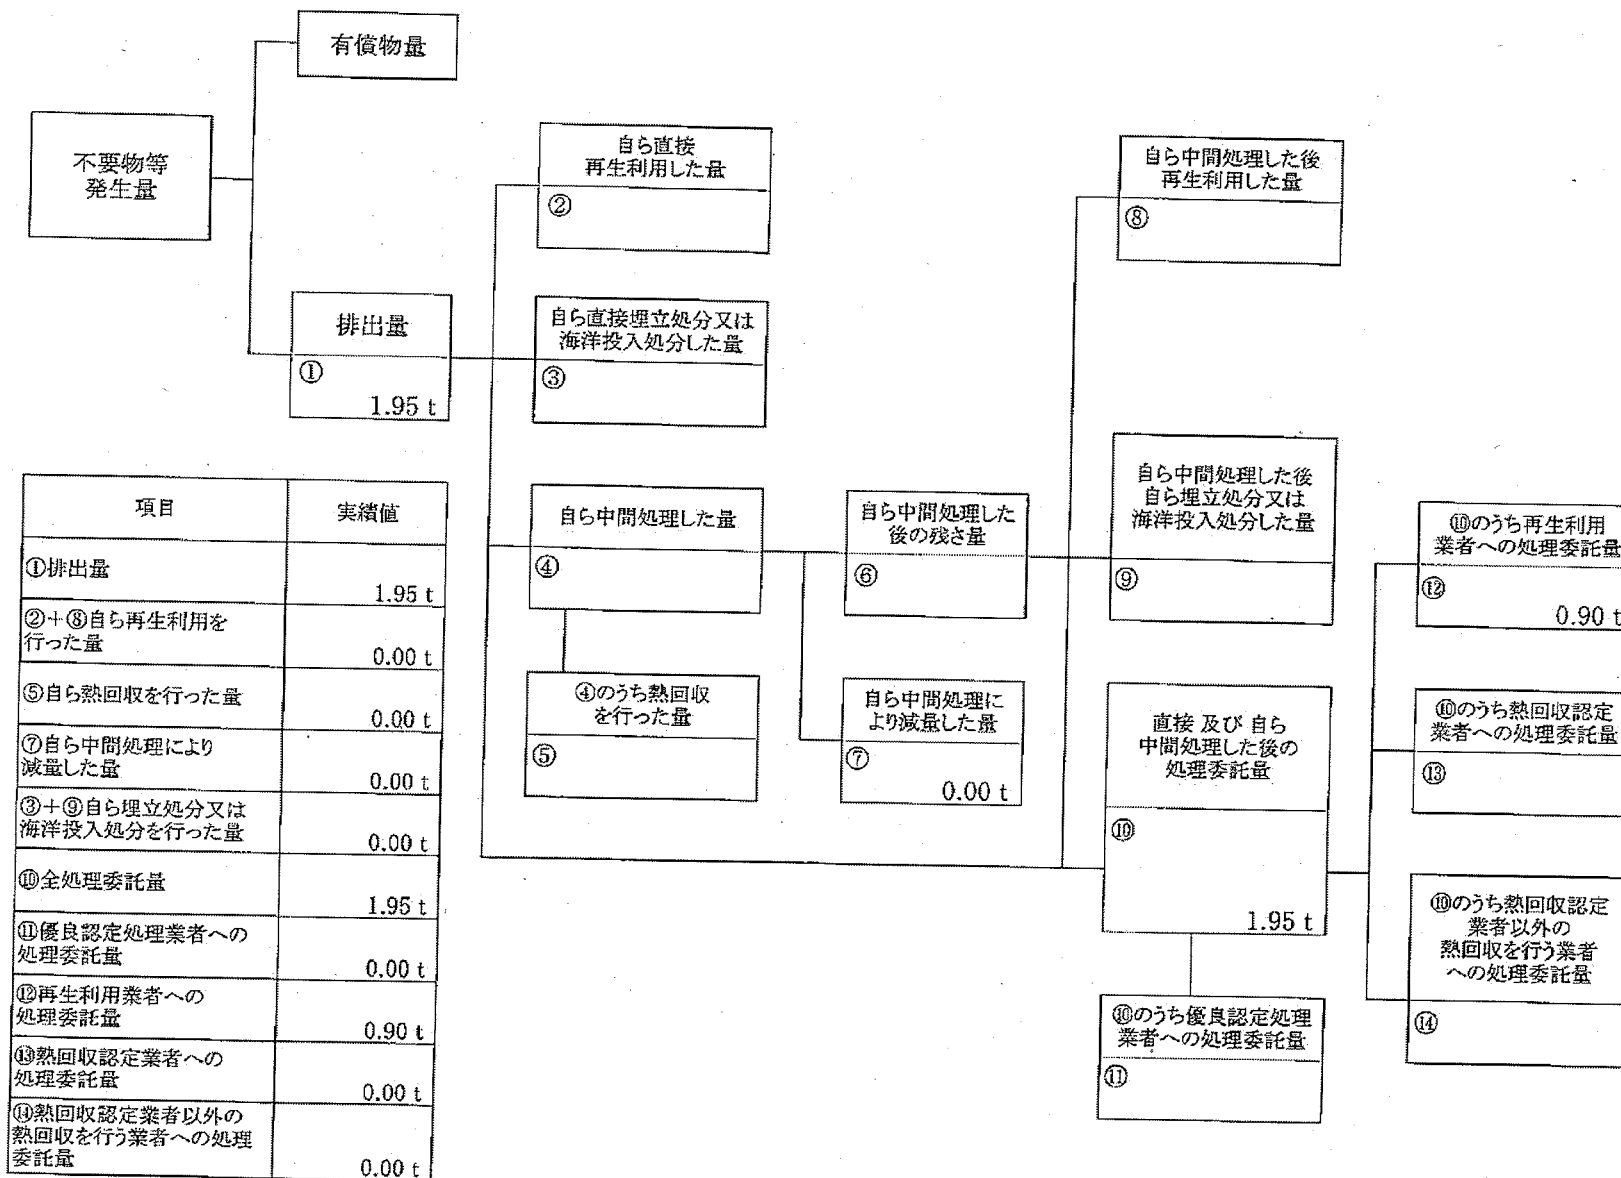 有償物量
不要物等
発生量
排出量
①
1.95 t
自ら直接
再生利用した量
②
自ら直接埋立処分又は
海洋投入処分した量
③
自ら中間処理した量
④
④のうち熱回収
を行った量
⑤
自ら中間処理した
後の残さ量
⑥
自ら中間処理に
より減量した量
⑦
0.00 t
自ら中間処理した後
再生利用した量
⑧
自ら中間処理した後
自ら埋立処分又は
海洋投入処分した量
⑨
直接 及び 自ら
中間処理した後の
処理委託量
⑩
1.95 t
⑩のうち優良認定処理
業者への処理委託量
⑪
⑩のうち再生利用
業者への処理委託量
⑫
0.90 t
⑩のうち熱回収認定
業者への処理委託量
⑬
⑩のうち熱回収認定
業者以外の
熱回収を行う業者
への処理委託量
⑭
項目 実績値
①排出量
1.95 t
②+⑧自ら再生利用を
行った量
0.00 t
⑤自ら熱回収を行った量
0.00 t
⑦自ら中間処理により
減量した量
0.00 t
③+⑨自ら埋立処分又は
海洋投入処分を行った量
0.00 t
⑩全処理委託量
1.95 t
⑪優良認定処理業者への
処理委託量
0.00 t
⑫再生利用業者への
処理委託量
0.90 t
⑬熱回収認定業者への
処理委託量
0.00 t
⑭熱回収認定業者以外の
熱回収を行う業者への処理
委託量
0.00 t